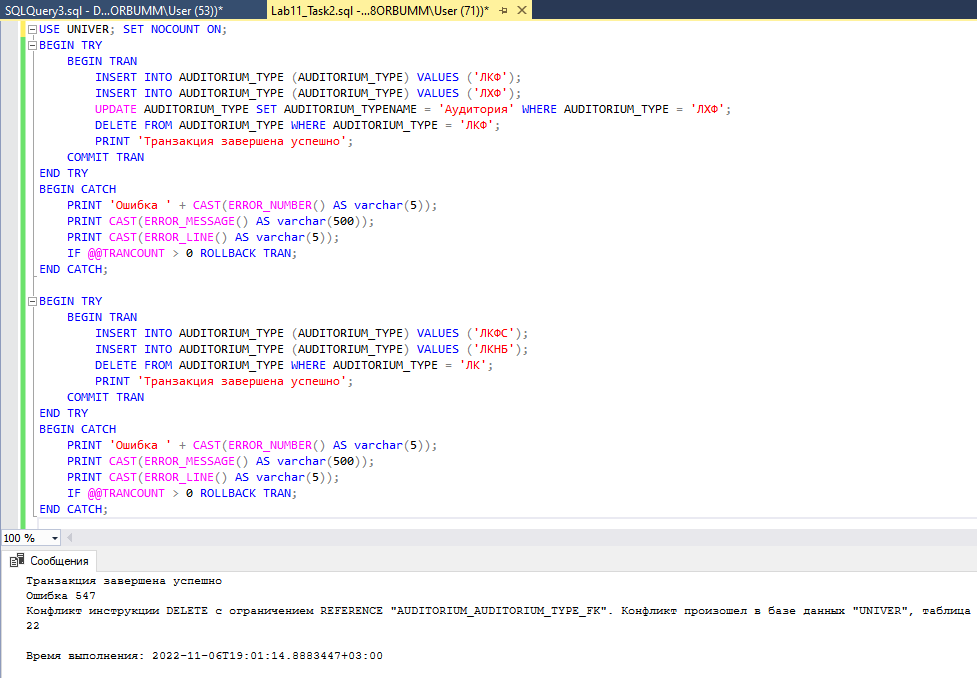 SQLQuery3.sql - D...ORBUMM\User (53))*
Lab11_Task2.sql -...8ORBUMM\User (71))*
USE UNIVER; SET NOCOUNT ON;
BEGIN TRY
BEGIN TRAN
INSERT INTO AUDITORIUM_TYPE (AUDITORIUM_TYPE) VALUES ('ЛКФ');
INSERT INTO AUDITORIUM_TYPE (AUDITORIUM_TYPE) VALUES ('ЛХФ');
UPDATE AUDITORIUM_TYPE SET AUDITORIUM_TYPENAME = 'Аудитория' WHERE AUDITORIUM_TYPE = 'ЛХФ';
DELETE FROM AUDITORIUM_TYPE WHERE AUDITORIUM_TYPE = 'ЛКФ';
PRINT 'Транзакция завершена успешно';
COMMIT TRAN
END TRY
BEGIN CATCH
PRINT 'Ошибка ' + CAST(ERROR_NUMBER() AS varchar(5));
PRINT CAST(ERROR_MESSAGE() AS varchar(500));
PRINT CAST(ERROR_LINE() AS varchar(5));
IF @@TRANCOUNT > 0 ROLLBACK TRAN;
END CATCH;
BEGIN TRY
BEGIN TRAN
INSERT INTO AUDITORIUM_TYPE (AUDITORIUM_TYPE) VALUES ('ЛКФС');
INSERT INTO AUDITORIUM_TYPE (AUDITORIUM_TYPE) VALUES ('ЛКНБ');
DELETE FROM AUDITORIUM_TYPE WHERE AUDITORIUM_TYPE = 'ЛК';
PRINT 'Транзакция завершена успешно';
COMMIT TRAN
END TRY
BEGIN CATCH
PRINT 'Ошибка ' + CAST(ERROR_NUMBER() AS varchar(5));
PRINT CAST(ERROR_MESSAGE() AS varchar(500));
PRINT CAST(ERROR_LINE() AS varchar(5));
IF @@TRANCOUNT > 0 ROLLBACK TRAN;
END CATCH;
100 %
Сообщения
Транзакция завершена успешно
Ошибка 547
Конфликт инструкции DELETE с ограничением REFERENCE "AUDITORIUM_AUDITORIUM_TYPE_FK". Конфликт произошел в базе данных "UNIVER", таблица
22
Время выполнения: 2022-11-06T19:01:14.8883447+03:00